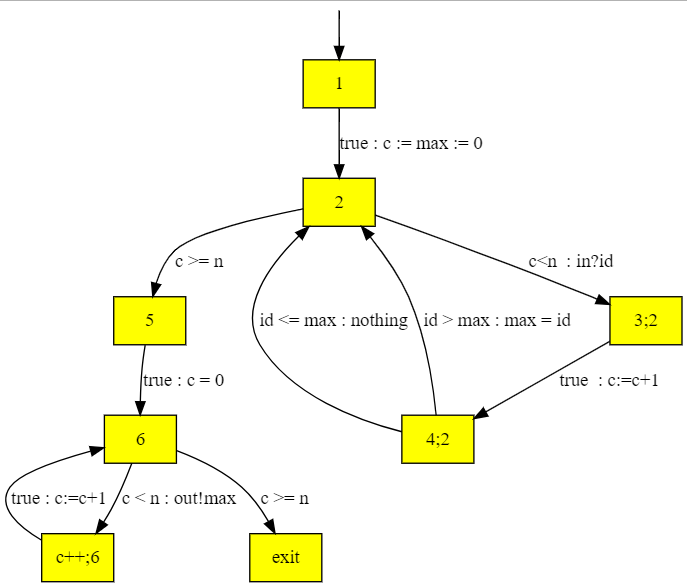 1
true : c := max := 0
2
c >= n
c<n  : in?id
5
id <= max : nothing
id > max : max = id
3;2
true : c = 0
true  : c:=c+1
6
4;2
true : c:=c+1
c < n : out!max
c >= n
c++;6
exit